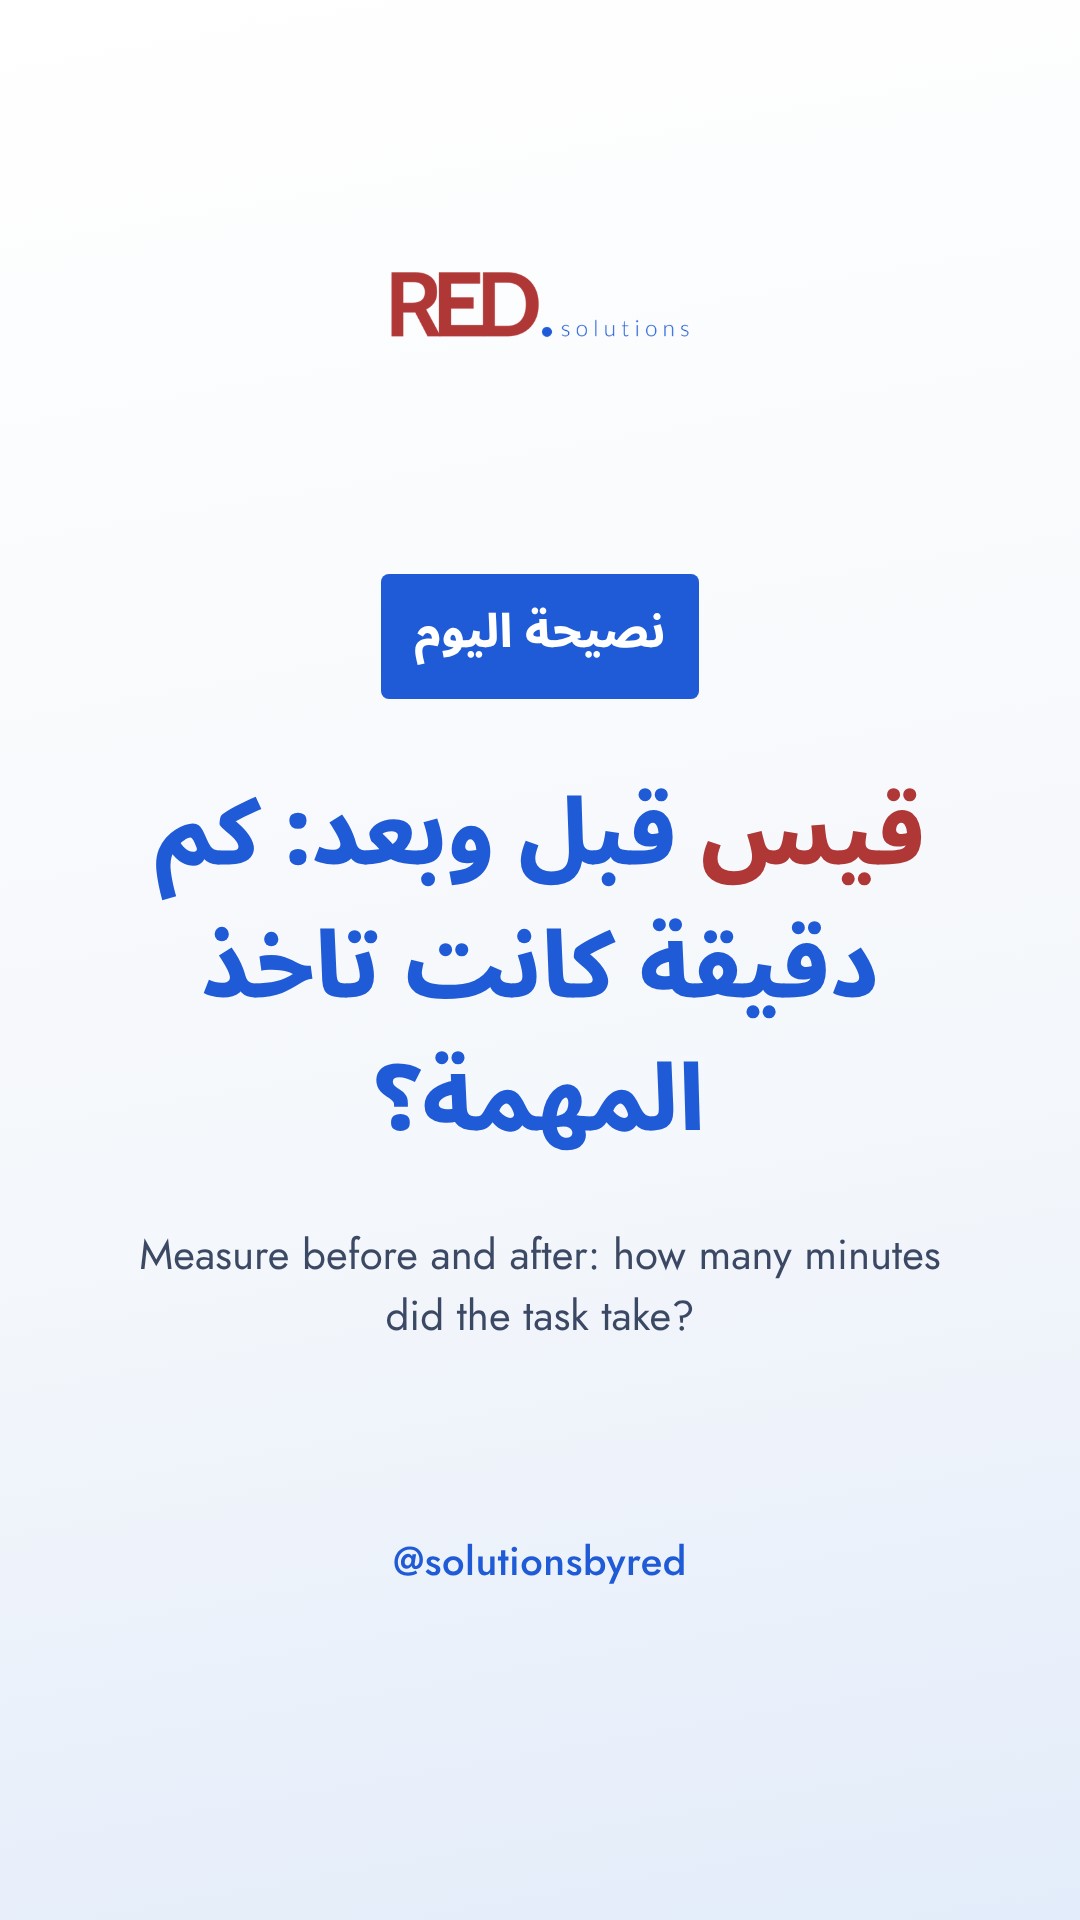 RED. solutions
نصيحة اليوم
قيس قبل وبعد: كم
دقيقة كانت تاخذ
المهمة؟
Measure before and after: how many minutes
did the task take?
@solutionsbyred